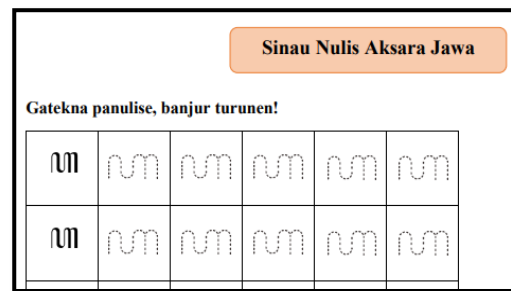 Sinau Nulis Aksara Jawa
Gatekna panulise, banjur turunen!
ꦲ ꦲ ꦲ ꦲ ꦲ ꦲ
ꦲ ꦲ ꦲ ꦲ ꦲ ꦲ